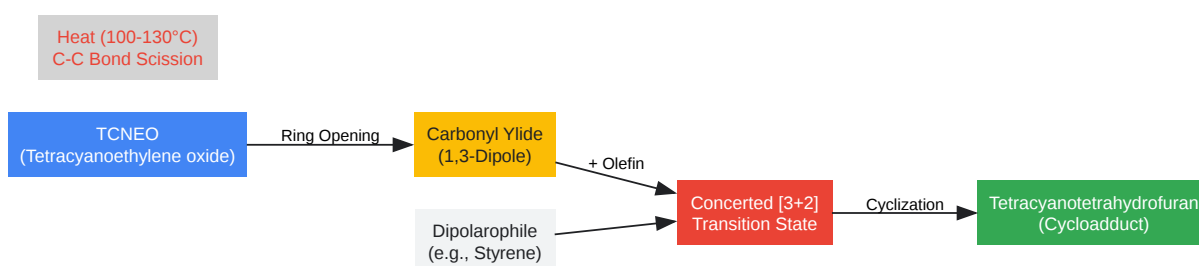 Heat (100-130°C)
C-C Bond Scission
TCNEO
(Tetracyanoethylene oxide)
Ring Opening
Carbonyl Ylide
(1,3-Dipole)
+ Olefin
Dipolarophile
(e.g., Styrene)
Concerted [3+2]
Transition State
Cyclization
Tetracyanotetrahydrofuran
(Cycloadduct)